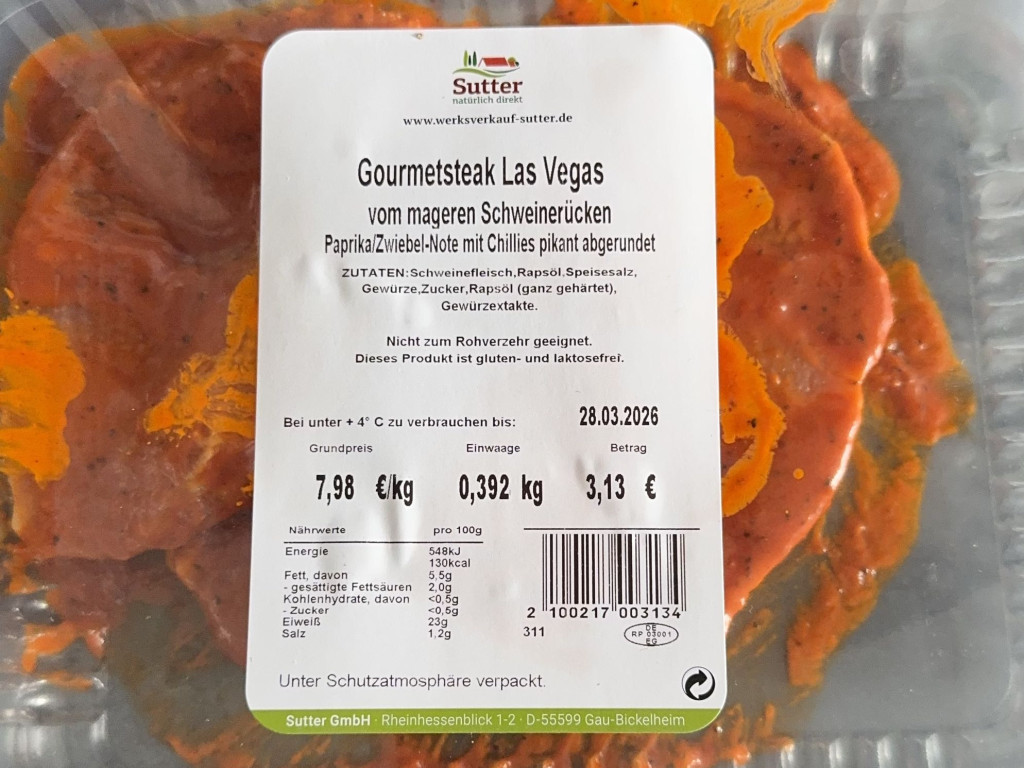 Sutter
natürlich direkt
www.werksverkauf-sutter.de
Gourmetsteak Las Vegas
vom mageren Schweinerücken
Paprika/Zwiebel-Note mit Chillies pikant abgerundet
ZUTATEN:Schweinefleisch,Rapsöl,Speisesalz,
Gewürze,Zucker,Rapsöl (ganz gehärtet),
Gewürzextakte.
Nicht zum Rohverzehr geeignet.
Dieses Produkt ist gluten- und laktosefrei.
Bei unter + 4° C zu verbrauchen bis: 28.03.2026
Grundpreis Einwaage Betrag
7,98 €/kg 0,392 kg 3,13 €
Nährwerte pro 100g
Energie 548kJ
130kcal
Fett, davon 5,5g
- gesättigte Fettsäuren 2,0g
Kohlenhydrate, davon <0,5g
- Zucker <0,5g
Eiweiß 23g
Salz 1,2g
2 100217 003134
311
DE
RP 03001
EG
Unter Schutzatmosphäre verpackt.
Sutter GmbH · Rheinhessenblick 1-2 · D-55599 Gau-Bickelheim